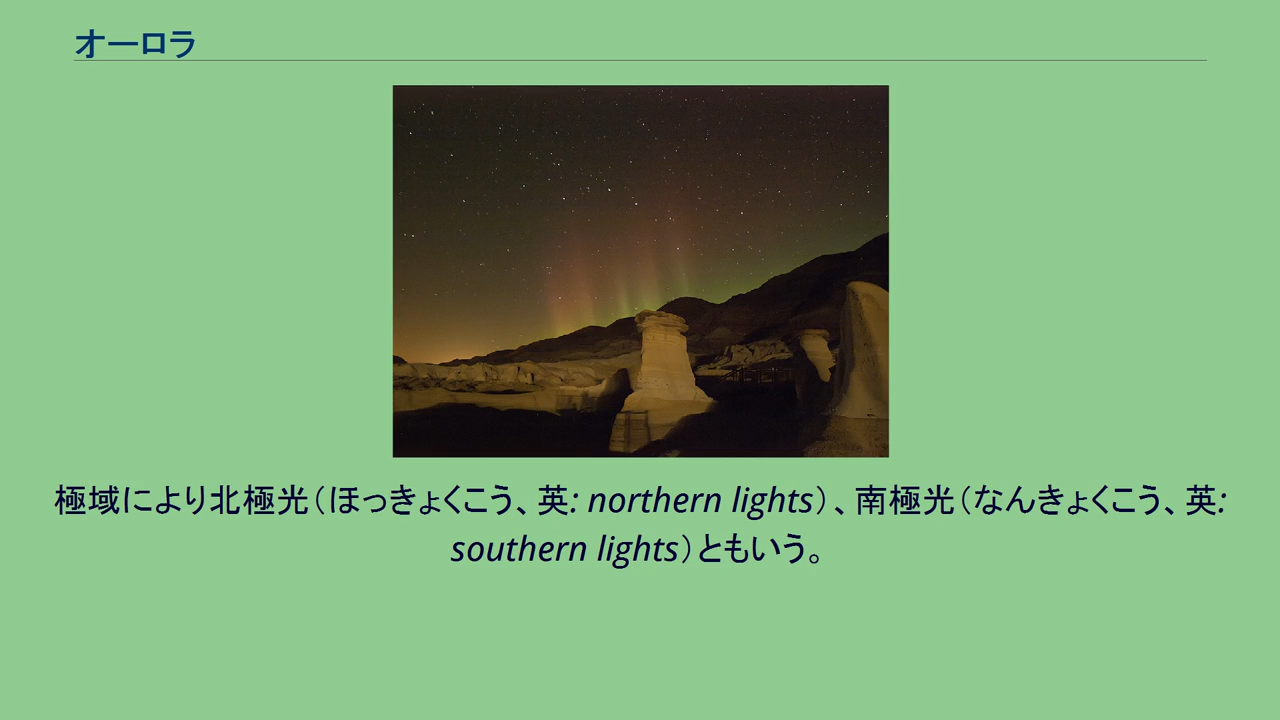 オーロラ
極域により北極光（ほっきょくこう、英: northern lights）、南極光（なんきょくこう、英:
southern lights）ともいう。